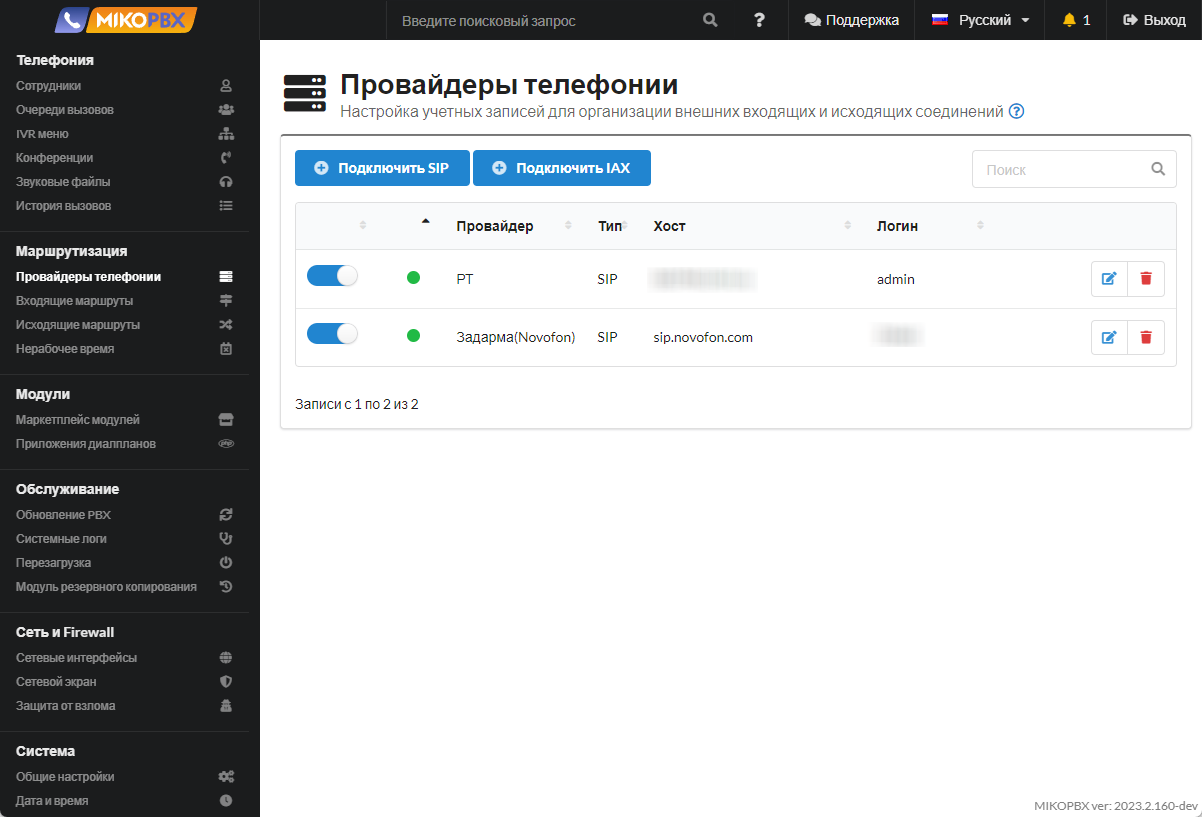 MIKOPBX
Введите поисковый запрос
?
Поддержка
Русский
1
Выход
Телефония
Сотрудники
Очереди вызовов
IVR меню
Конференции
Звуковые файлы
История вызовов
Маршрутизация
Провайдеры телефонии
Входящие маршруты
Исходящие маршруты
Нерабочее время
Модули
Маркетплейс модулей
Приложения диалпланов
Обслуживание
Обновление PBX
Системные логи
Перезагрузка
Модуль резервного копирования
Сеть и Firewall
Сетевые интерфейсы
Сетевой экран
Защита от взлома
Система
Общие настройки
Дата и время
Провайдеры телефонии
Настройка учетных записей для организации внешних входящих и исходящих соединений ?
Подключить SIP
Подключить IAX
Поиск
Провайдер Тип Хост Логин
РТ SIP admin
Задарма(Novofon) SIP sip.novofon.com
Записи с 1 по 2 из 2
MIKOPBX ver: 2023.2.160-dev